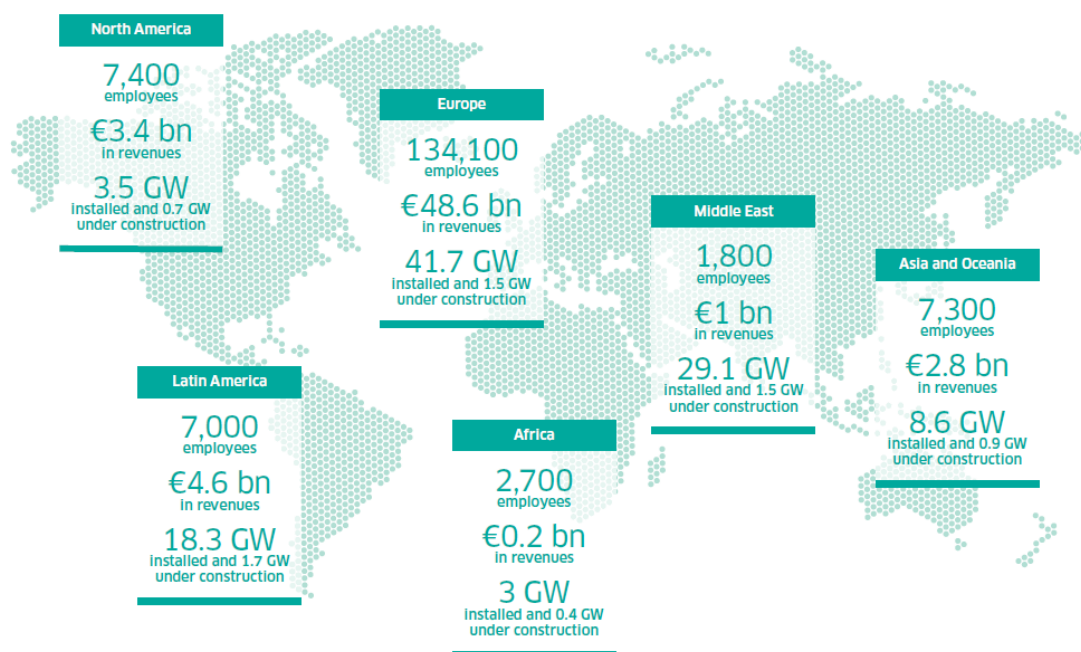 North America
7,400
employees
€3.4 bn
in revenues
3.5 GW
installed and 0.7 GW
under construction
Europe
134,100
employees
€48.6 bn
in revenues
41.7 GW
installed and 1.5 GW
under construction
Middle East
1,800
employees
€1 bn
in revenues
29.1 GW
installed and 1.5 GW
under construction
Asia and Oceania
7,300
employees
€2.8 bn
in revenues
8.6 GW
installed and 0.9 GW
under construction
Latin America
7,000
employees
€4.6 bn
in revenues
18.3 GW
installed and 1.7 GW
under construction
Africa
2,700
employees
€0.2 bn
in revenues
3 GW
installed and 0.4 GW
under construction